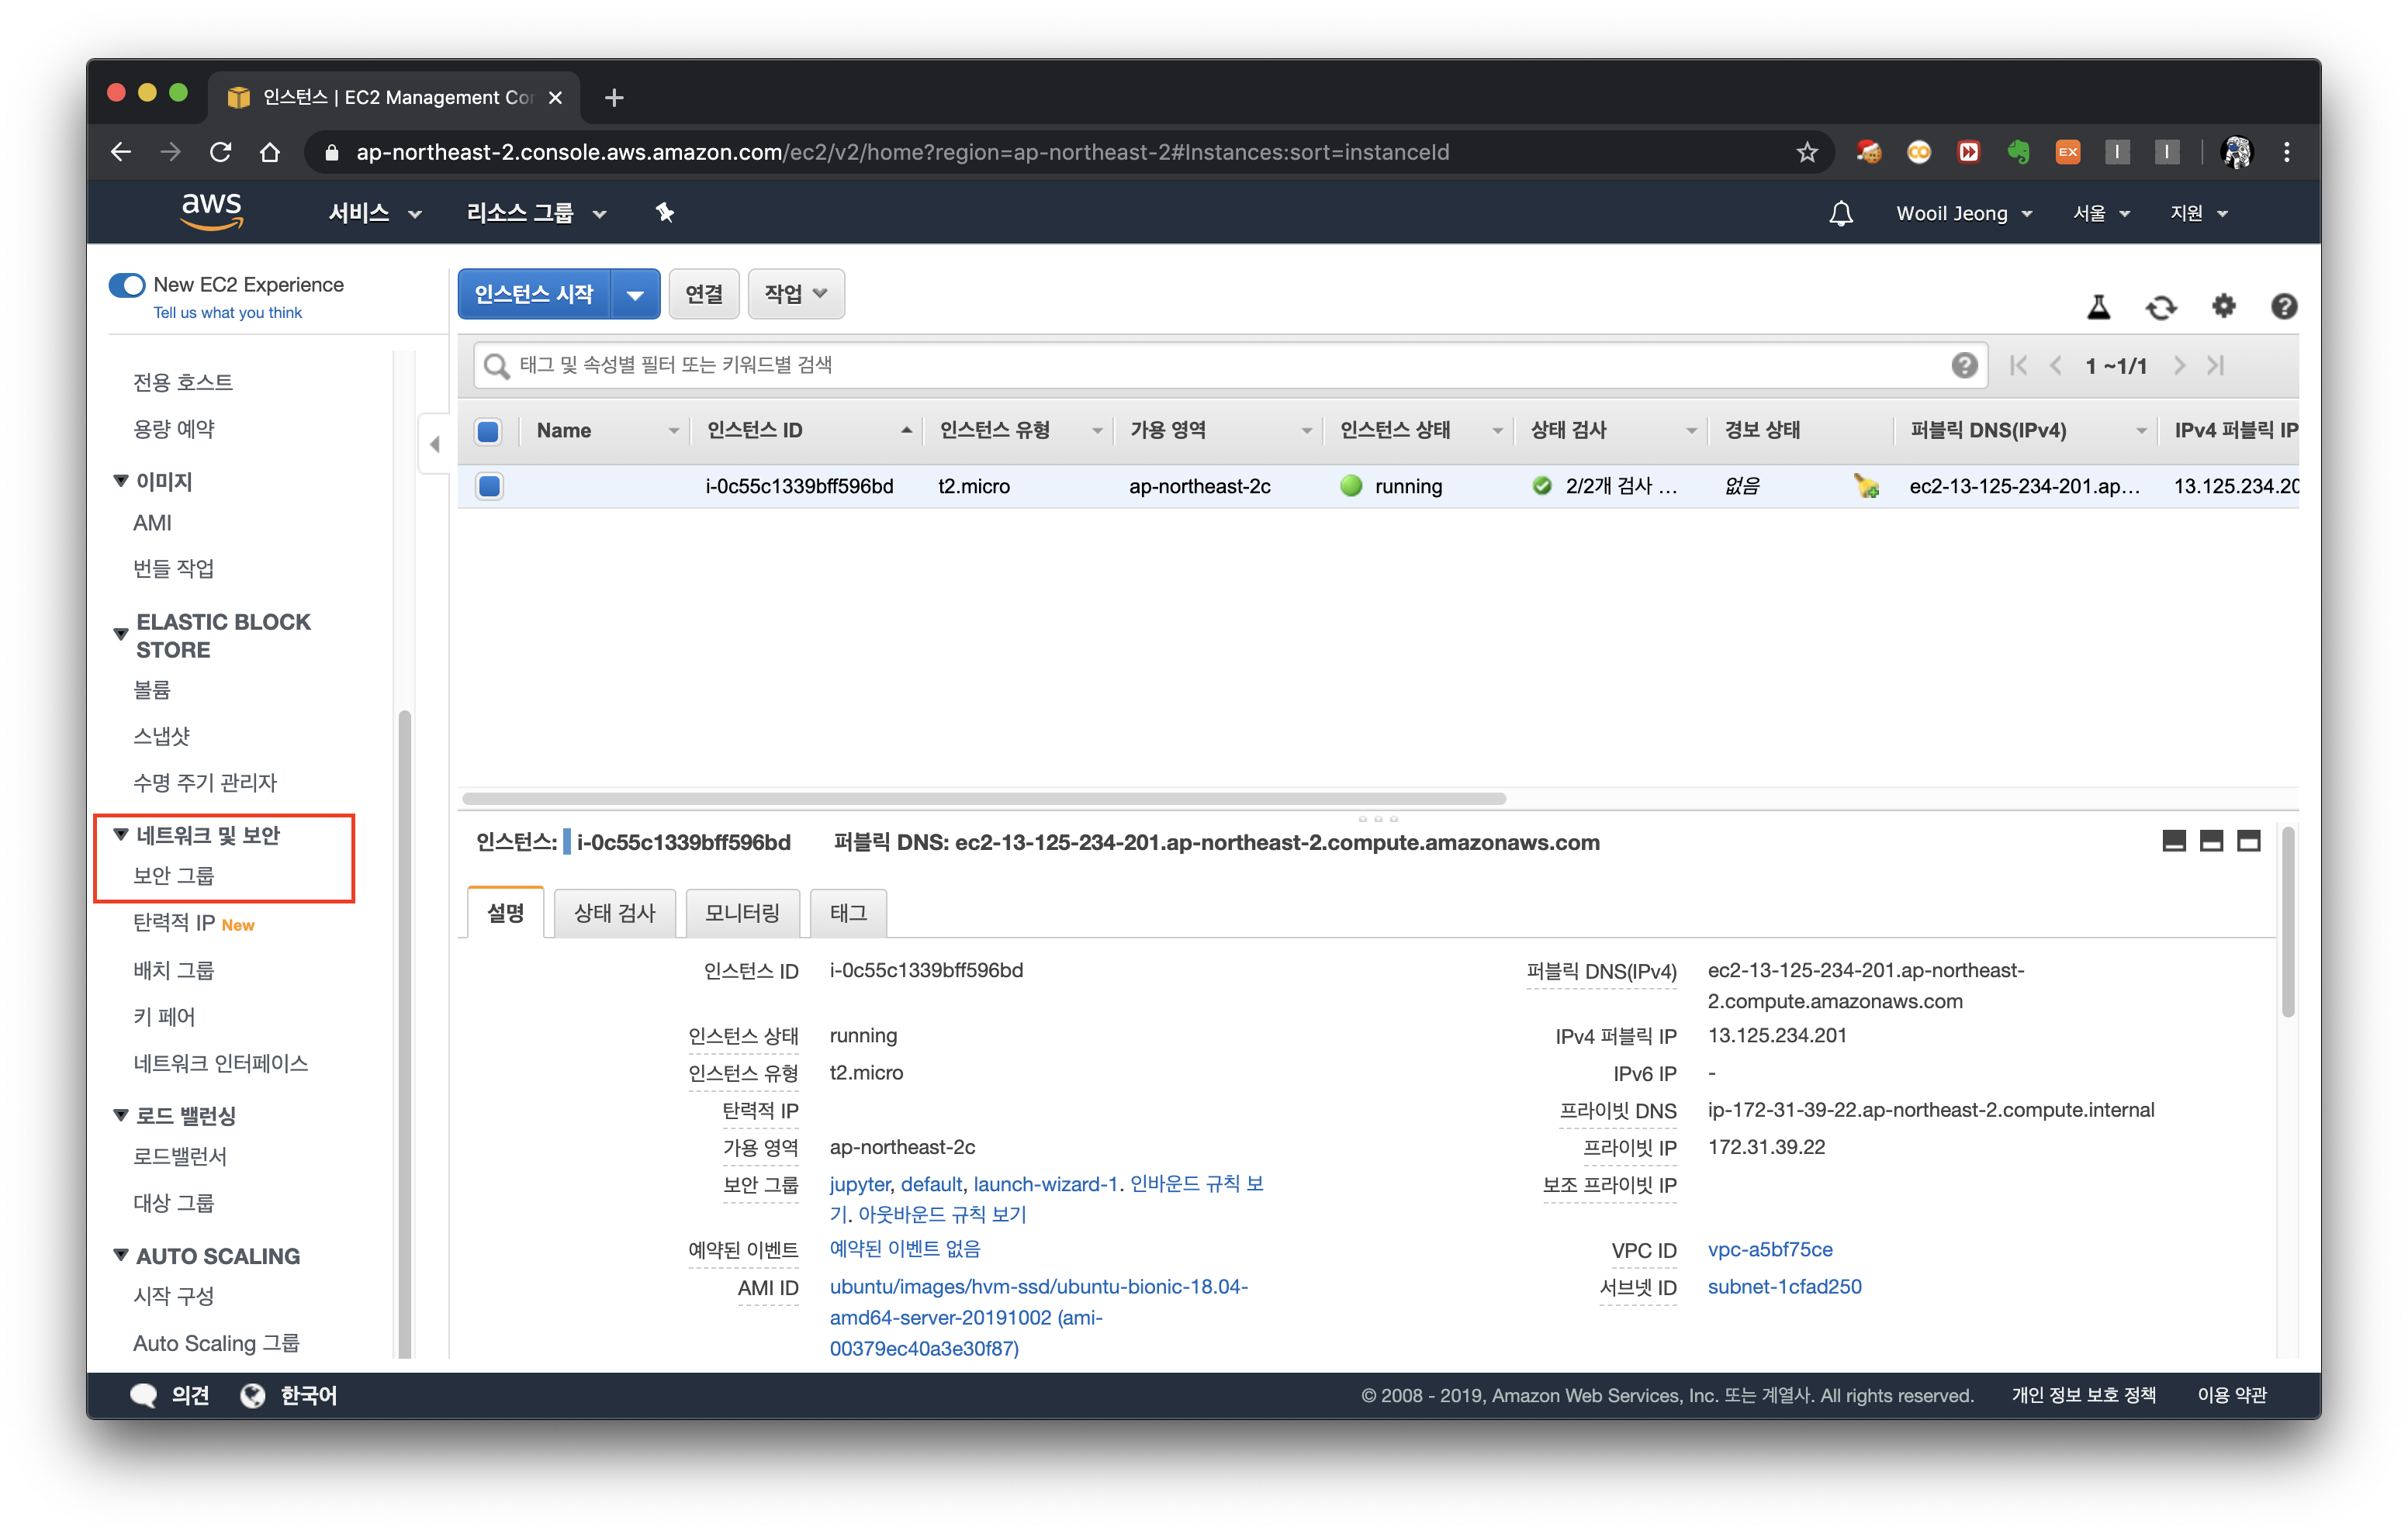 인스턴스 | EC2 Management Con
ap-northeast-2.console.aws.amazon.com/ec2/v2/home?region=ap-northeast-2#Instances:sort=instanceId
EX
aws
서비스
리소스 그룹
Wooil Jeong
서울
지원
New EC2 Experience
Tell us what you think
인스턴스 시작
연결
작업
태그 및 속성별 필터 또는 키워드별 검색
1 ~1/1
Name
인스턴스 ID
인스턴스 유형
가용 영역
인스턴스 상태
상태 검사
경보 상태
퍼블릭 DNS(IPv4)
IPv4 퍼블릭 IP
i-0c55c1339bff596bd
t2.micro
ap-northeast-2c
running
2/2개 검사 ...
없음
ec2-13-125-234-201.ap...
13.125.234.20
전용 호스트
용량 예약
이미지
AMI
번들 작업
ELASTIC BLOCK
STORE
볼륨
스냅샷
수명 주기 관리자
네트워크 및 보안
보안 그룹
탄력적 IP New
배치 그룹
키 페어
네트워크 인터페이스
로드 밸런싱
로드밸런서
대상 그룹
AUTO SCALING
시작 구성
Auto Scaling 그룹
인스턴스: i-0c55c1339bff596bd
퍼블릭 DNS: ec2-13-125-234-201.ap-northeast-2.compute.amazonaws.com
설명
상태 검사
모니터링
태그
인스턴스 ID i-0c55c1339bff596bd
인스턴스 상태 running
인스턴스 유형 t2.micro
탄력적 IP
가용 영역 ap-northeast-2c
보안 그룹 jupyter, default, launch-wizard-1. 인바운드 규칙 보
기. 아웃바운드 규칙 보기
예약된 이벤트 예약된 이벤트 없음
AMI ID ubuntu/images/hvm-ssd/ubuntu-bionic-18.04-
amd64-server-20191002 (ami-
00379ec40a3e30f87)
퍼블릭 DNS(IPv4) ec2-13-125-234-201.ap-northeast-
2.compute.amazonaws.com
IPv4 퍼블릭 IP 13.125.234.201
IPv6 IP -
프라이빗 DNS ip-172-31-39-22.ap-northeast-2.compute.internal
프라이빗 IP 172.31.39.22
보조 프라이빗 IP
VPC ID vpc-a5bf75ce
서브넷 ID subnet-1cfad250
의견
한국어
© 2008 - 2019, Amazon Web Services, Inc. 또는 계열사. All rights reserved.
개인 정보 보호 정책
이용 약관